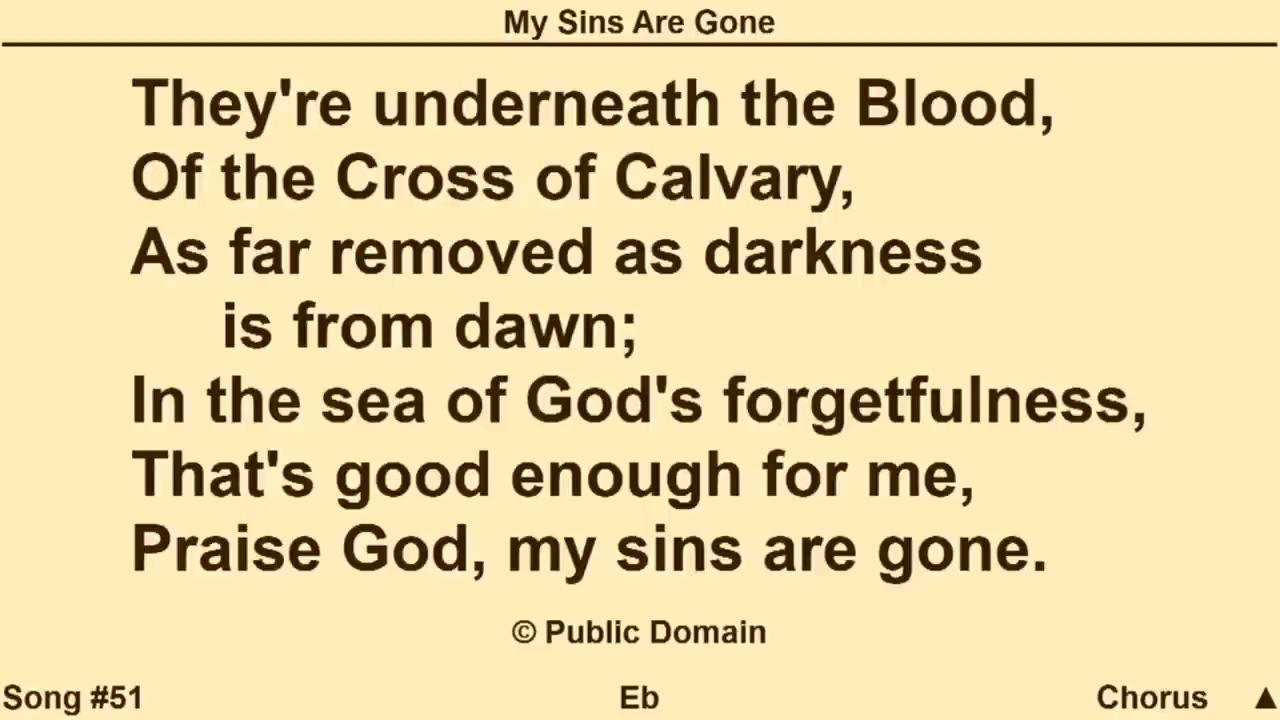 My Sins Are Gone
They're underneath the Blood,
Of the Cross of Calvary,
As far removed as darkness
is from dawn;
In the sea of God's forgetfulness,
That's good enough for me,
Praise God, my sins are gone.
© Public Domain
Song #51 Eb Chorus ▲